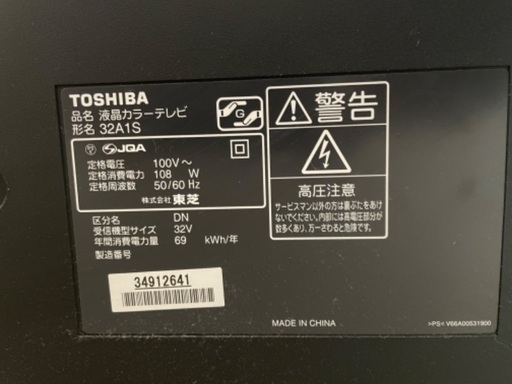 TOSHIBA
品名 液晶カラーテレビ
形名 32A1S
G
JQA
定格電圧 100V～
定格消費電力 108 W
定格周波数 50/60 Hz
株式会社 東芝
区分名 DN
受信機型サイズ 32V
年間消費電力量 69 kWh/年
製造番号
34912641
警告
高圧注意
サービスマン以外の方は裏ぶたをあけ
ないでください。内部には高電圧部分が
数多くあり、万一さわると危険です。
MADE IN CHINA
>PS< V66A00531900